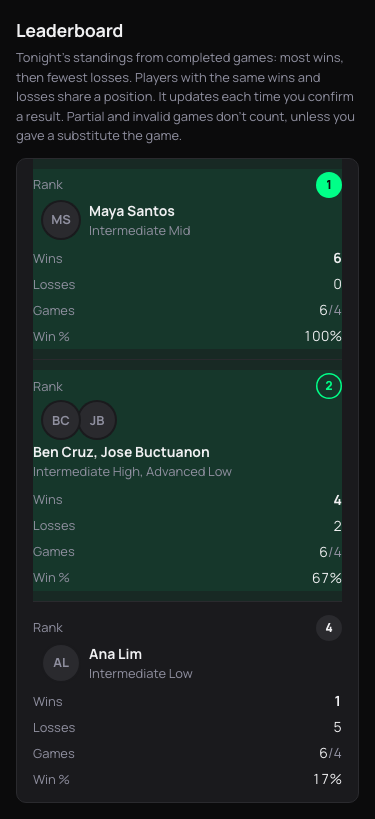 Leaderboard
Tonight's standings from completed games: most wins,
then fewest losses. Players with the same wins and
losses share a position. It updates each time you confirm
a result. Partial and invalid games don't count, unless you
gave a substitute the game.
Rank 1
MS Maya Santos
Intermediate Mid
Wins 6
Losses 0
Games 6/4
Win % 100%
Rank 2
BC JB
Ben Cruz, Jose Buctuanon
Intermediate High, Advanced Low
Wins 4
Losses 2
Games 6/4
Win % 67%
Rank 4
AL Ana Lim
Intermediate Low
Wins 1
Losses 5
Games 6/4
Win % 17%